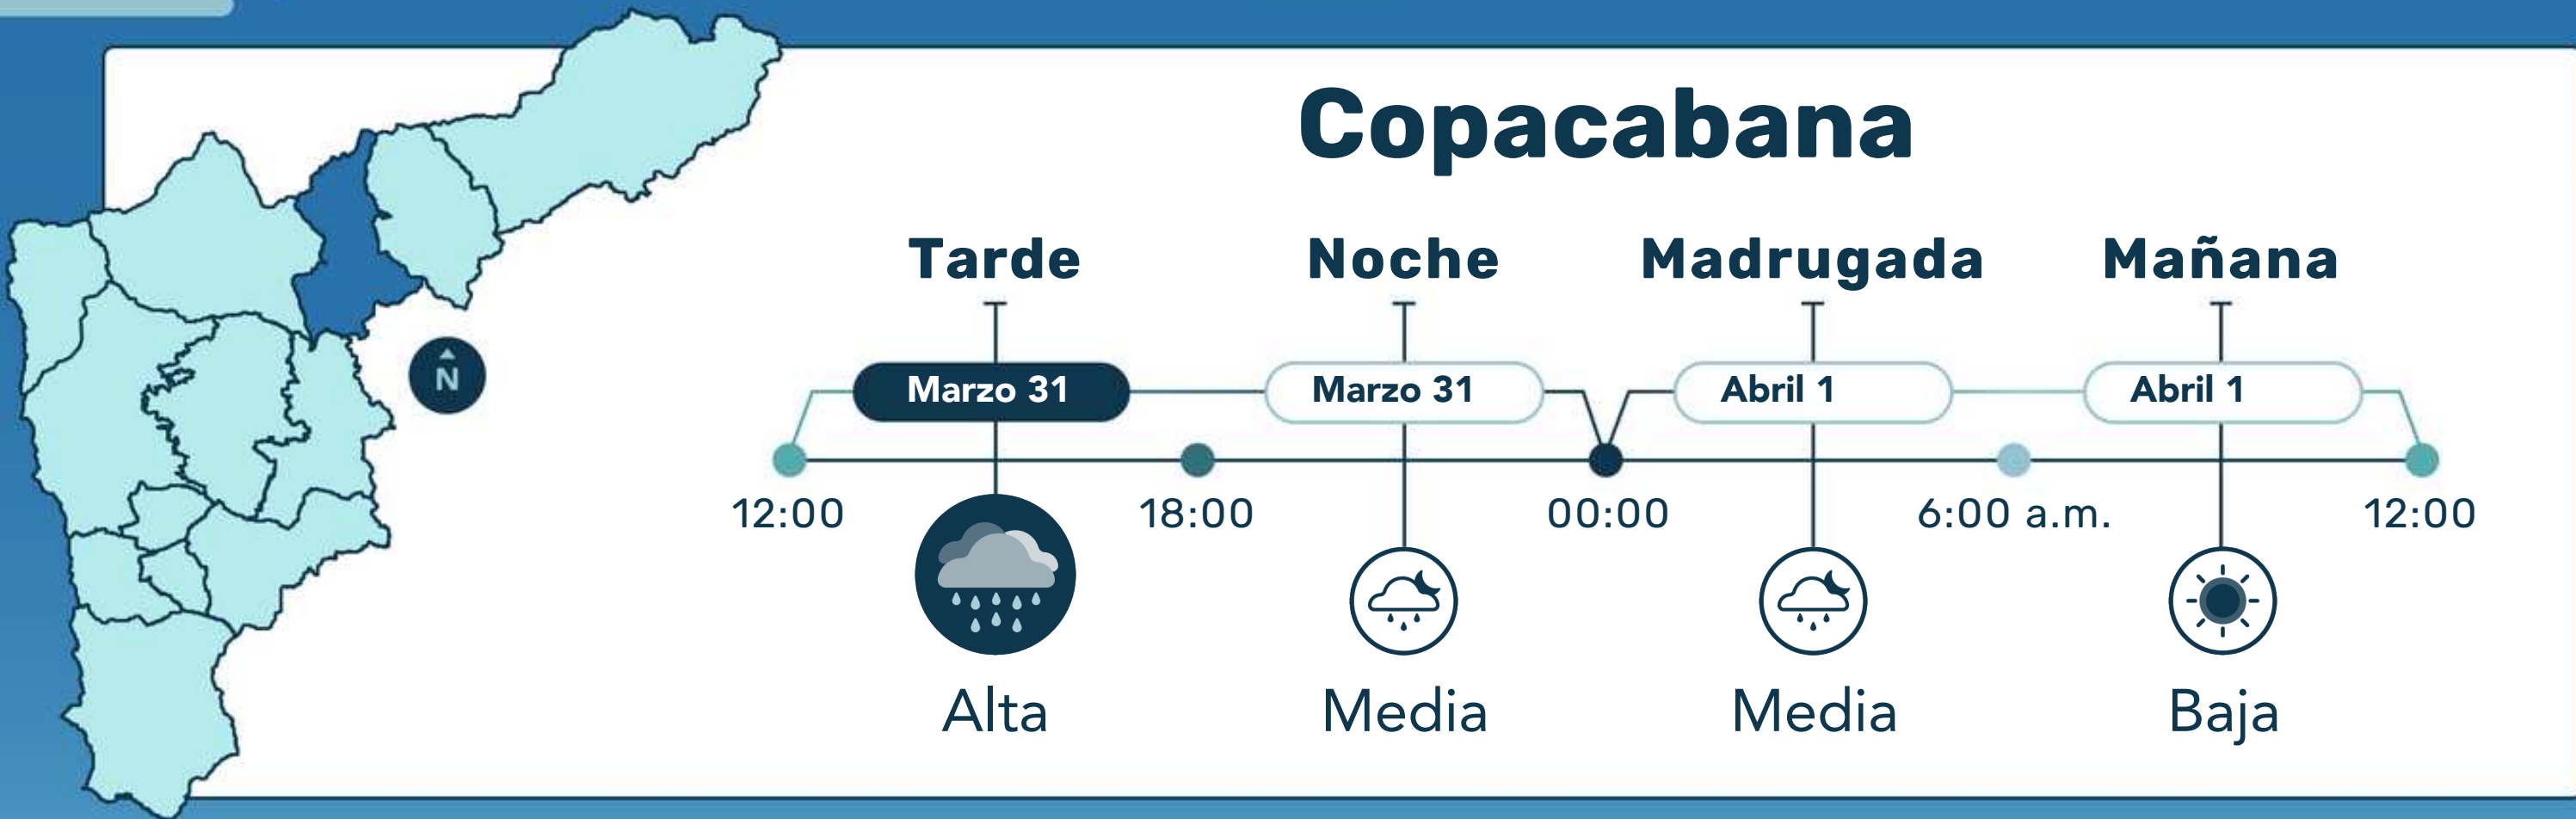 Copacabana
Tarde Noche Madrugada Mañana
Marzo 31 Marzo 31 Abril 1 Abril 1
N
12:00 18:00 00:00 6:00 a.m. 12:00
Alta Media Media Baja